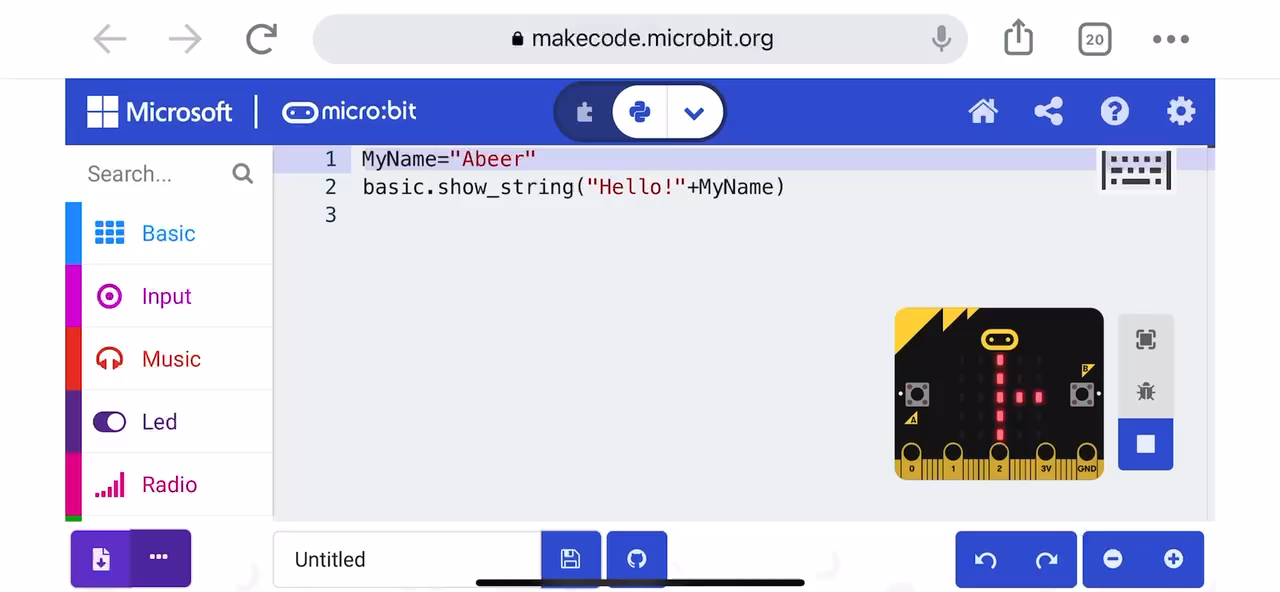 makecode.microbit.org
20
Microsoft | micro:bit
Search...
1 MyName="Abeer"
2 basic.show_string("Hello!"+MyName)
3
Basic
Input
Music
Led
Radio
B
A
0 1 2 3V GND
Untitled